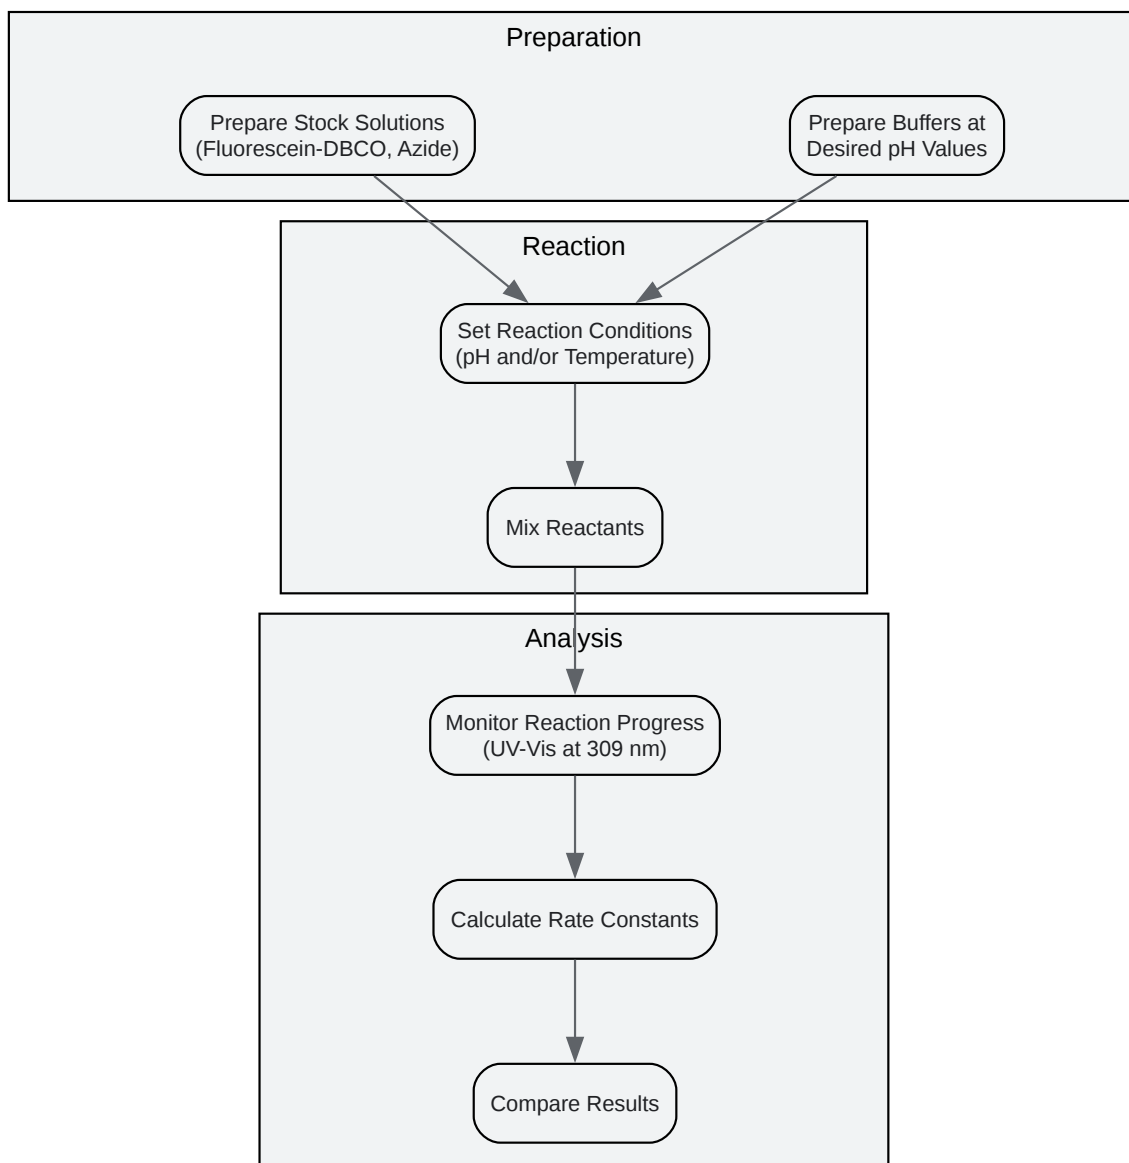 Preparation
Prepare Stock Solutions
(Fluorescein-DBCO, Azide)
Prepare Buffers at
Desired pH Values
Reaction
Set Reaction Conditions
(pH and/or Temperature)
Mix Reactants
Analysis
Monitor Reaction Progress
(UV-Vis at 309 nm)
Calculate Rate Constants
Compare Results